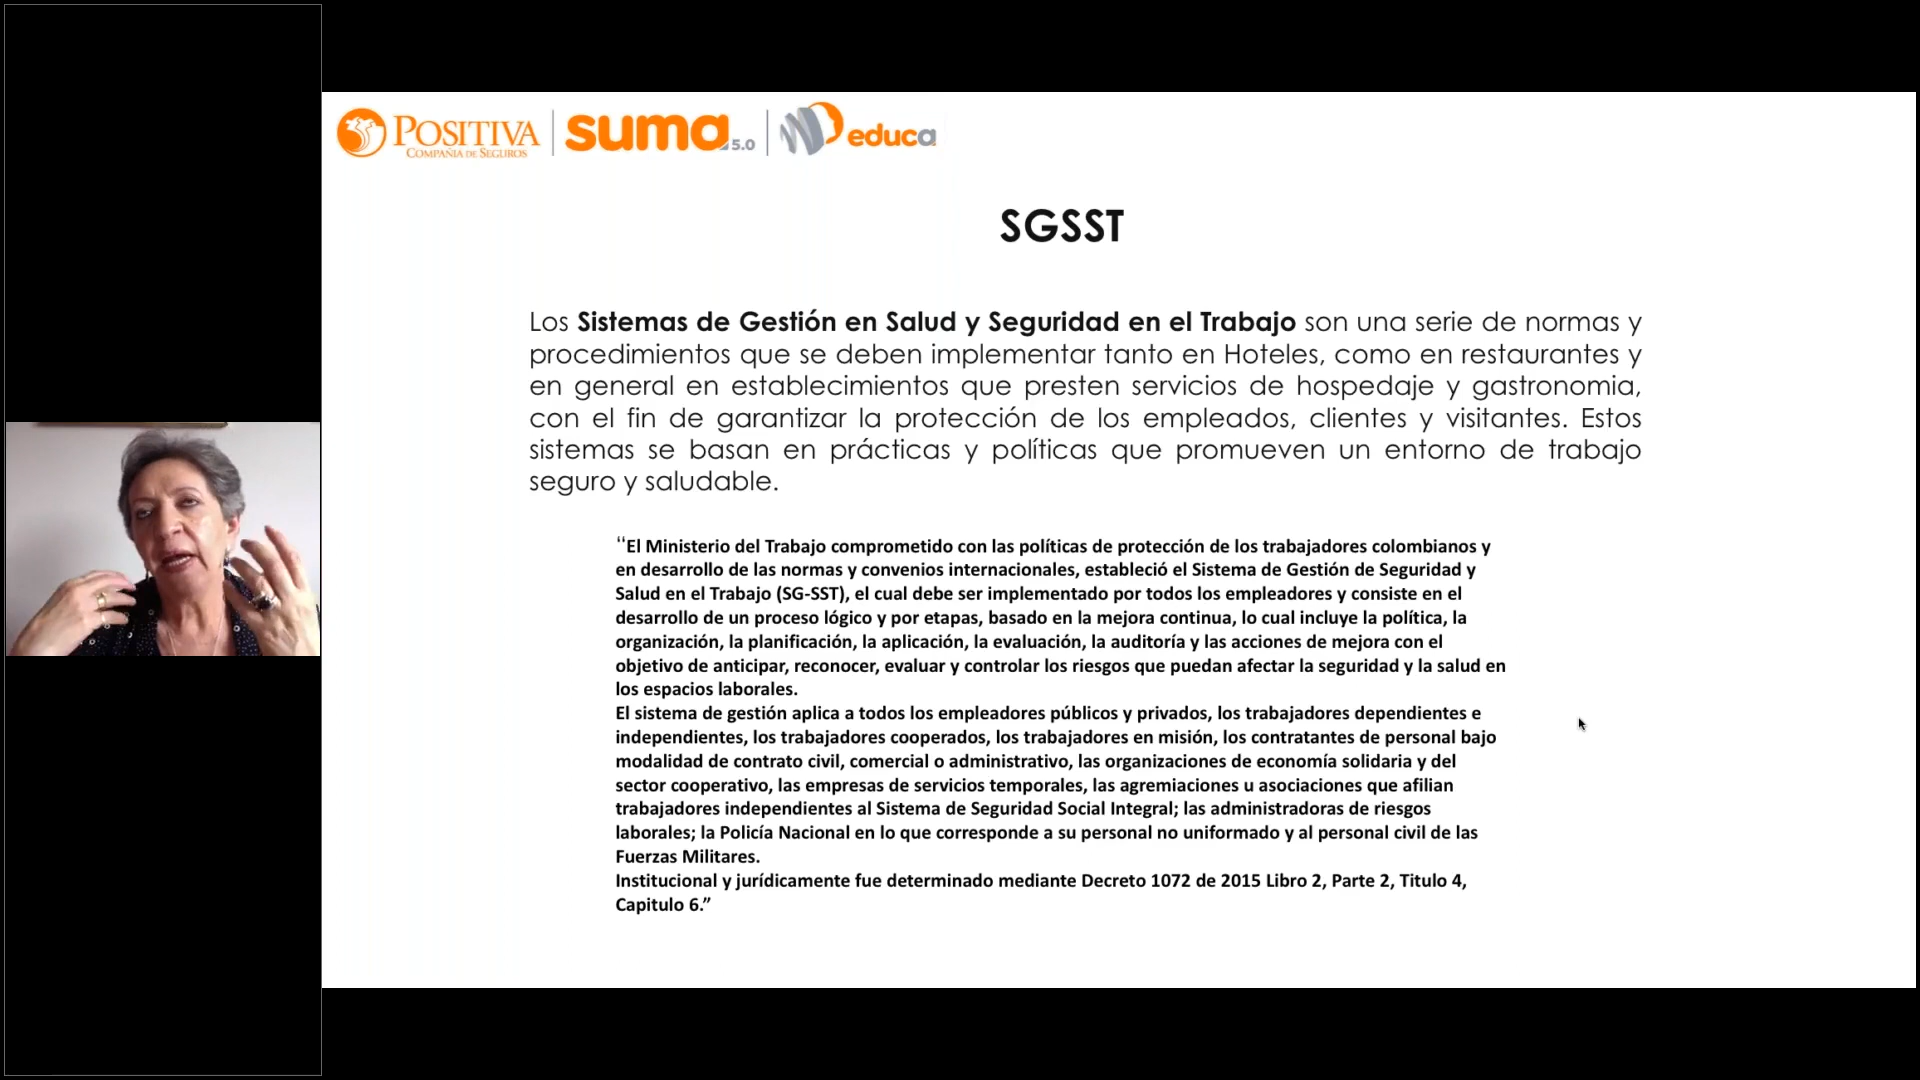 POSITIVA
COMPAÑIA DE SEGUROS
suma 5.0
educa
SGSST
Los Sistemas de Gestión en Salud y Seguridad en el Trabajo son una serie de normas y
procedimientos que se deben implementar tanto en Hoteles, como en restaurantes y
en general en establecimientos que presten servicios de hospedaje y gastronomia,
con el fin de garantizar la protección de los empleados, clientes y visitantes. Estos
sistemas se basan en prácticas y políticas que promueven un entorno de trabajo
seguro y saludable.
“El Ministerio del Trabajo comprometido con las políticas de protección de los trabajadores colombianos y
en desarrollo de las normas y convenios internacionales, estableció el Sistema de Gestión de Seguridad y
Salud en el Trabajo (SG-SST), el cual debe ser implementado por todos los empleadores y consiste en el
desarrollo de un proceso lógico y por etapas, basado en la mejora continua, lo cual incluye la política, la
organización, la planificación, la aplicación, la evaluación, la auditoría y las acciones de mejora con el
objetivo de anticipar, reconocer, evaluar y controlar los riesgos que puedan afectar la seguridad y la salud en
los espacios laborales.
El sistema de gestión aplica a todos los empleadores públicos y privados, los trabajadores dependientes e
independientes, los trabajadores cooperados, los trabajadores en misión, los contratantes de personal bajo
modalidad de contrato civil, comercial o administrativo, las organizaciones de economía solidaria y del
sector cooperativo, las empresas de servicios temporales, las agremiaciones u asociaciones que afilian
trabajadores independientes al Sistema de Seguridad Social Integral; las administradoras de riesgos
laborales; la Policía Nacional en lo que corresponde a su personal no uniformado y al personal civil de las
Fuerzas Militares.
Institucional y jurídicamente fue determinado mediante Decreto 1072 de 2015 Libro 2, Parte 2, Titulo 4,
Capitulo 6.”